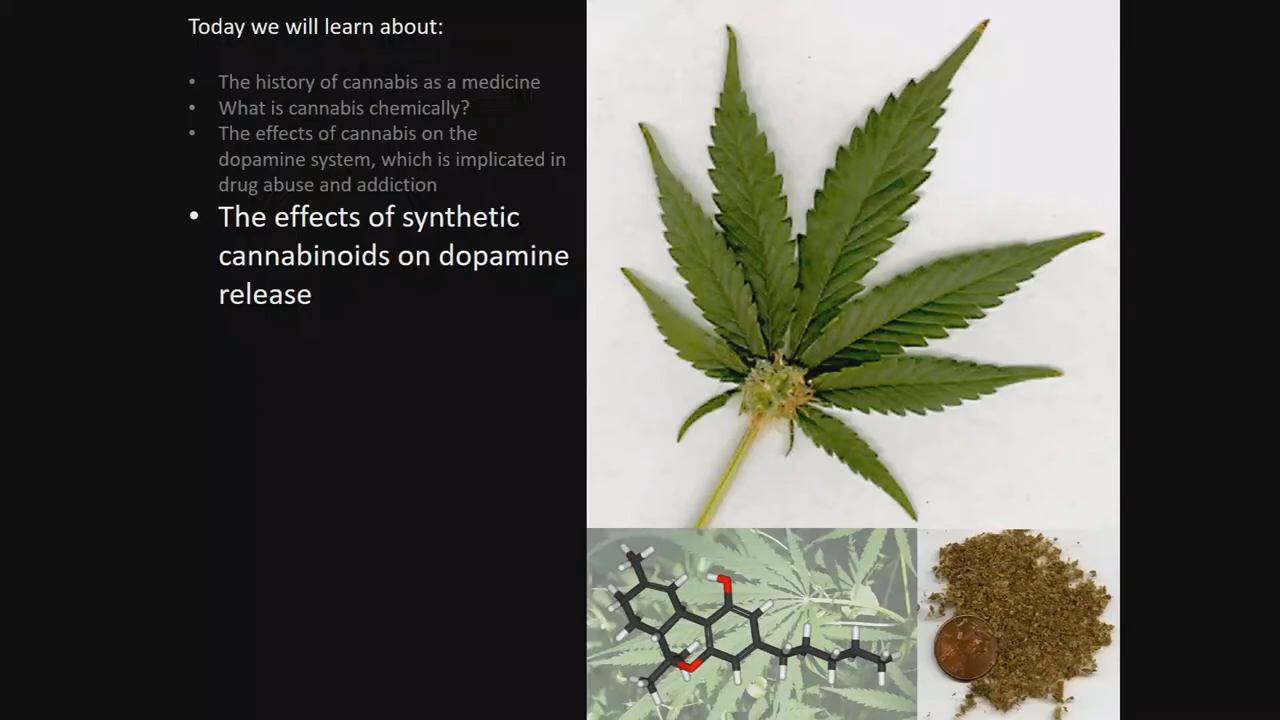 Today we will learn about:
• The history of cannabis as a medicine
• What is cannabis chemically?
• The effects of cannabis on the
dopamine system, which is implicated in
drug abuse and addiction
• The effects of synthetic
cannabinoids on dopamine
release